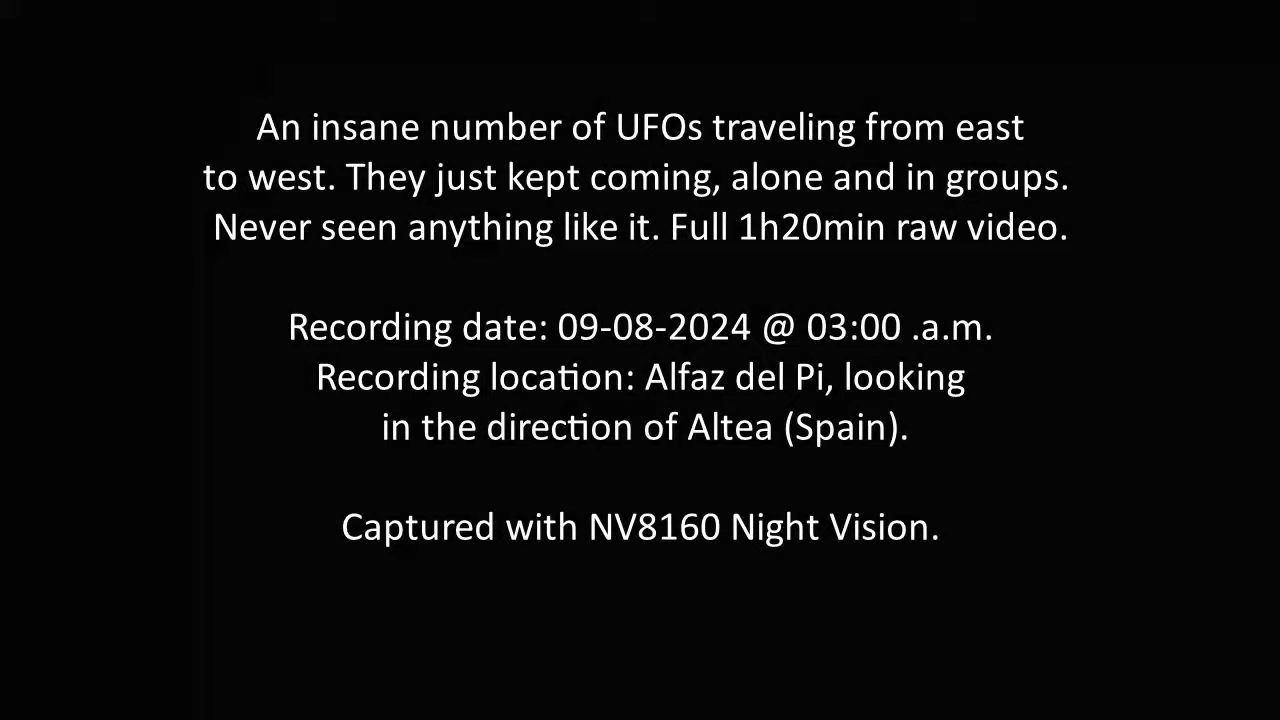 An insane number of UFOs traveling from east
to west. They just kept coming, alone and in groups.
Never seen anything like it. Full 1h20min raw video.
Recording date: 09-08-2024 @ 03:00 .a.m.
Recording location: Alfaz del Pi, looking
in the direction of Altea (Spain).
Captured with NV8160 Night Vision.